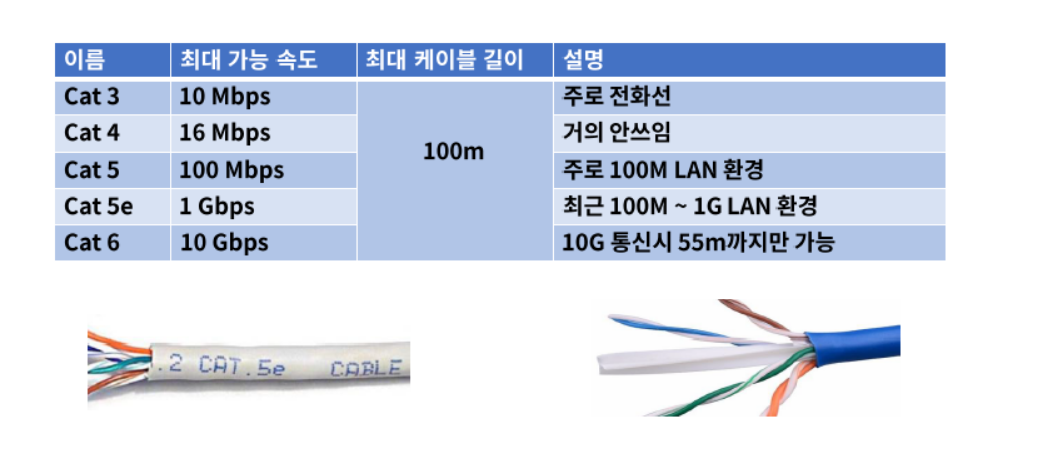 이름 최대 가능 속도 최대 케이블 길이 설명
Cat 3 10 Mbps 100m 주로 전화선
Cat 4 16 Mbps 거의 안쓰임
Cat 5 100 Mbps 주로 100M LAN 환경
Cat 5e 1 Gbps 최근 100M ~ 1G LAN 환경
Cat 6 10 Gbps 10G 통신시 55m까지만 가능
.2 CAT.5e CABLE